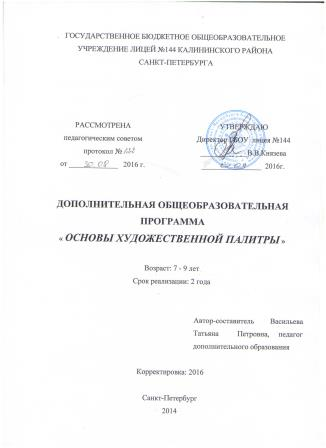 ГОСУДАРСТВЕННОЕ БЮДЖЕТНОЕ ОБЩЕОБРАЗОВАТЕЛЬНОЕ
УЧРЕЖДЕНИЕ ЛИЦЕЙ №144 КАЛИНИНСКОГО РАЙОНА
САНКТ-ПЕТЕРБУРГА
РАССМОТРЕНА
педагогическим советом
протокол №
от 30.08 2016 г.
УТВЕРЖДАЮ
Директор ГБОУ лицея №144
В.В.Князева
2016г.
ДОПОЛНИТЕЛЬНАЯ ОБЩЕОБРАЗОВАТЕЛЬНАЯ
ПРОГРАММА
« ОСНОВЫ ХУДОЖЕСТВЕННОЙ ПАЛИТРЫ »
Возраст: 7 - 9 лет
Срок реализации: 2 года
Автор-составитель Васильева
Татьяна Петровна, педагог
дополнительного образования
Корректировка: 2016
Санкт-Петербург
2014